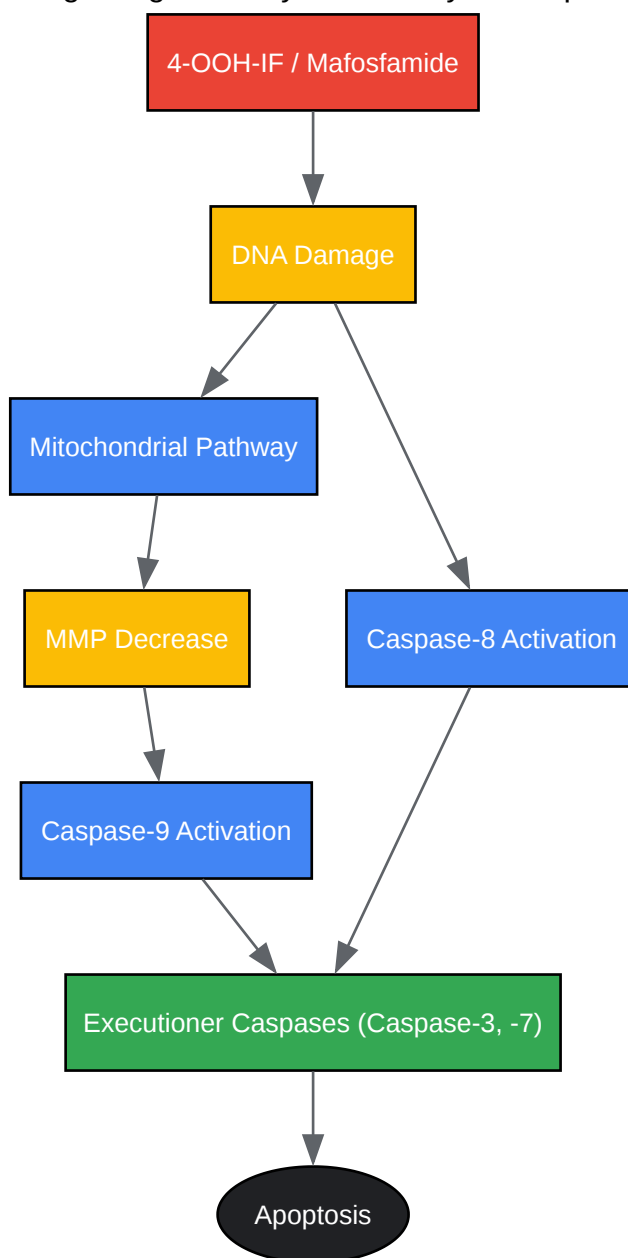 4-OOH-IF / Mafosfamide
DNA Damage
Mitochondrial Pathway
MMP Decrease
Caspase-8 Activation
Caspase-9 Activation
Executioner Caspases (Caspase-3, -7)
Apoptosis